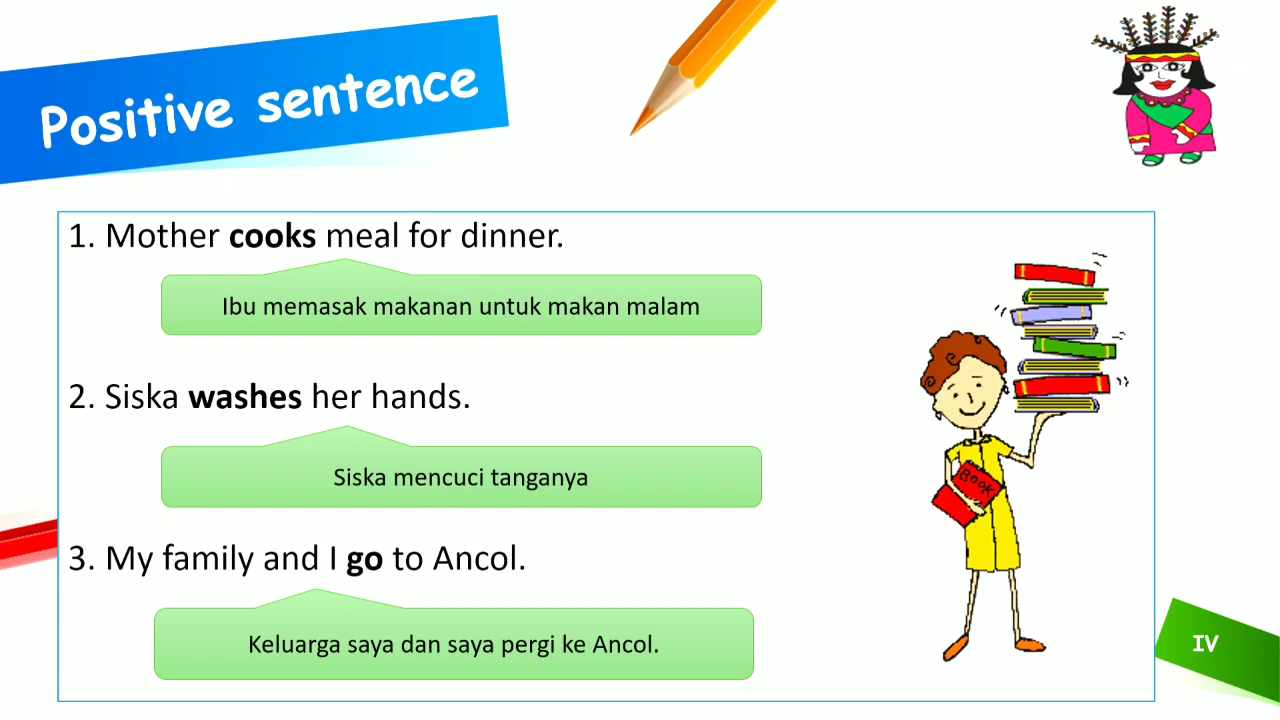 Positive sentence
1. Mother cooks meal for dinner.
Ibu memasak makanan untuk makan malam
2. Siska washes her hands.
Siska mencuci tanganya
BOOK
3. My family and I go to Ancol.
Keluarga saya dan saya pergi ke Ancol.
IV